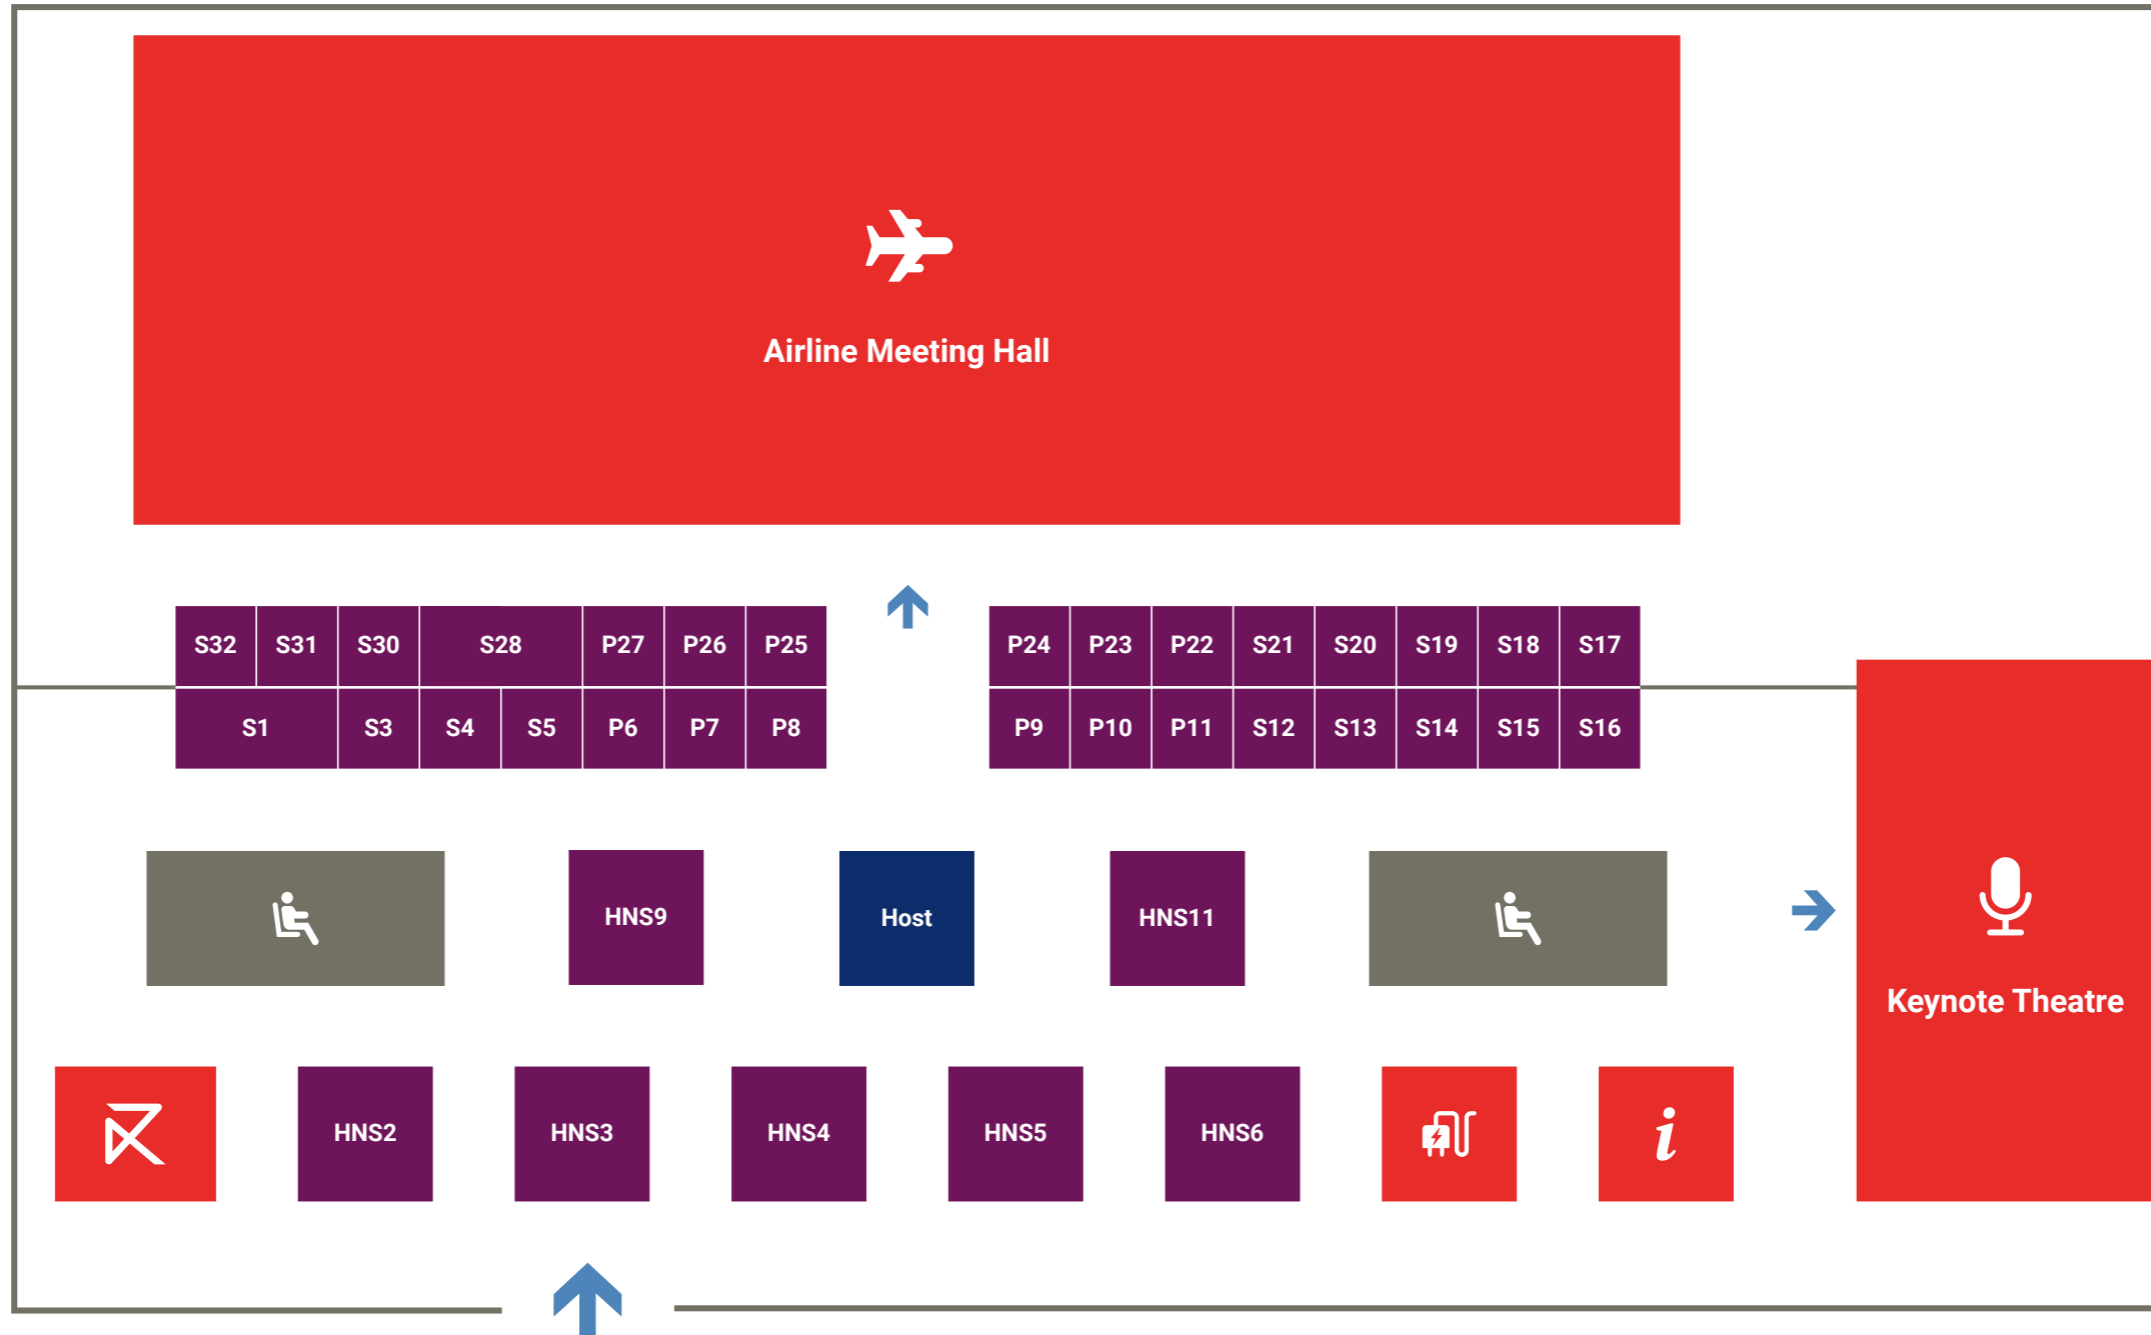 Airline Meeting Hall
S32 S31 S30 S28 P27 P26 P25 P24 P23 P22 S21 S20 S19 S18 S17
S1 S3 S4 S5 P6 P7 P8 P9 P10 P11 S12 S13 S14 S15 S16
HNS9 Host HNS11
Keynote Theatre
HNS2 HNS3 HNS4 HNS5 HNS6 i